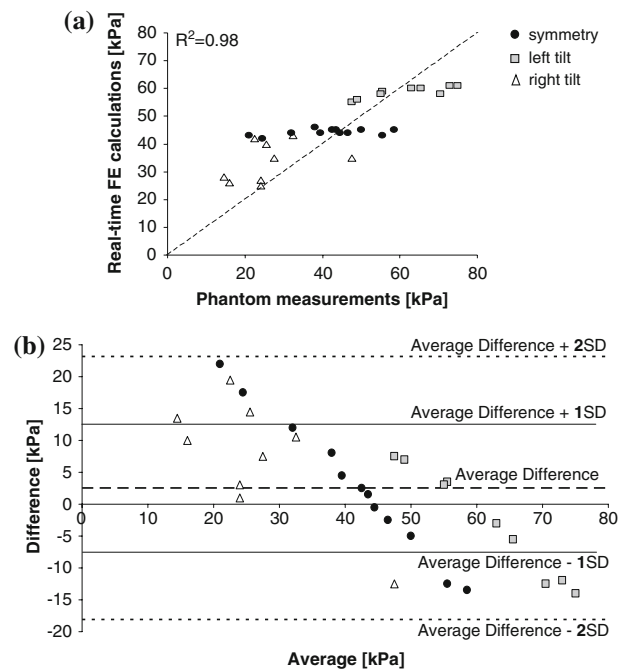 (a)
R²=0.98
Real-time FE calculations [kPa]
80
70
60
50
40
30
20
10
0
0 20 40 60 80
Phantom measurements [kPa]
symmetry
left tilt
right tilt
(b)
Difference [kPa]
25
20
15
10
5
0
-5
-10
-15
-20
0 10 20 30 40 50 60 70 80
Average Difference + 2SD
Average Difference + 1SD
Average Difference
Average Difference - 1SD
Average Difference - 2SD
Average [kPa]